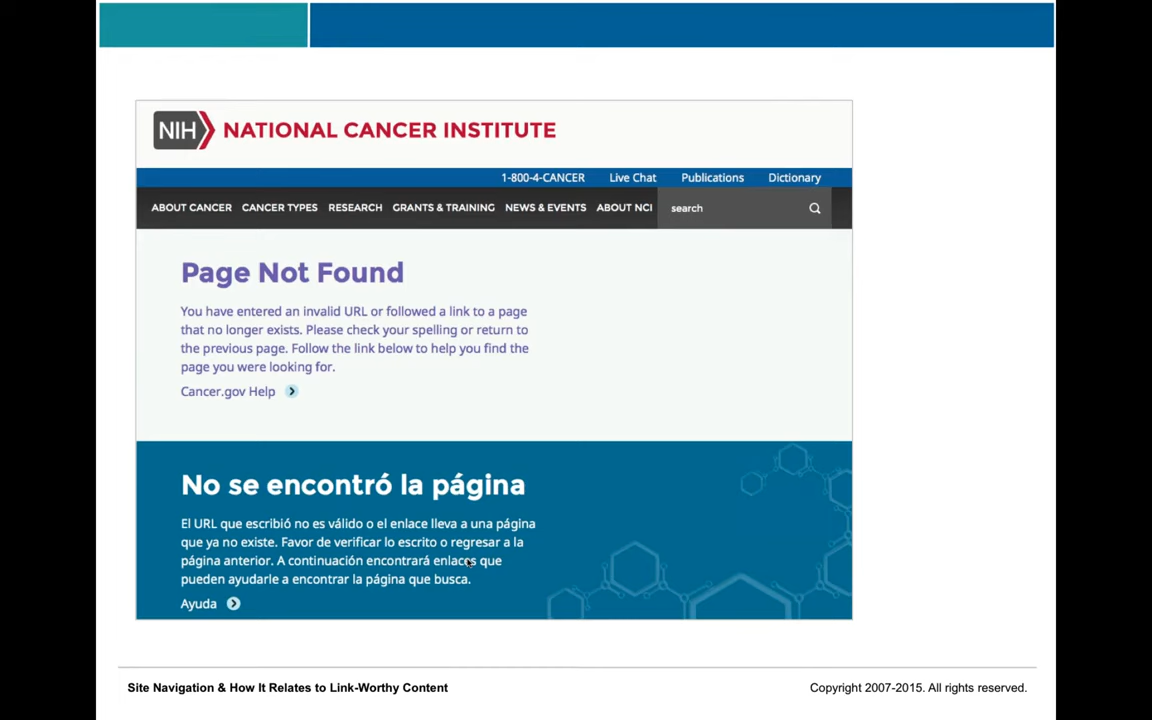 NIH NATIONAL CANCER INSTITUTE
1-800-4-CANCER Live Chat Publications Dictionary
ABOUT CANCER CANCER TYPES RESEARCH GRANTS & TRAINING NEWS & EVENTS ABOUT NCI search
Page Not Found
You have entered an invalid URL or followed a link to a page
that no longer exists. Please check your spelling or return to
the previous page. Follow the link below to help you find the
page you were looking for.
Cancer.gov Help
No se encontró la página
El URL que escribió no es válido o el enlace lleva a una página
que ya no existe. Favor de verificar lo escrito o regresar a la
página anterior. A continuación encontrará enlaces que
pueden ayudarle a encontrar la página que busca.
Ayuda
Site Navigation & How It Relates to Link-Worthy Content
Copyright 2007-2015. All rights reserved.